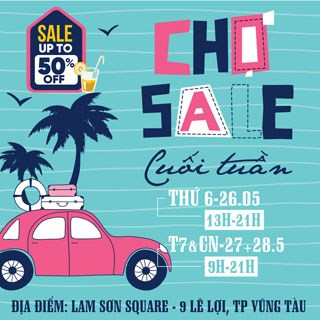 SALE
UP TO
50%
OFF
CHỢ
SALE
Cuối tuần
THỨ 6-26.05
13H-21H
T7&CN-27+28.5
9H-21H
ĐỊA ĐIỂM: LAM SƠN SQUARE - 9 LÊ LỢI, TP VŨNG TÀU